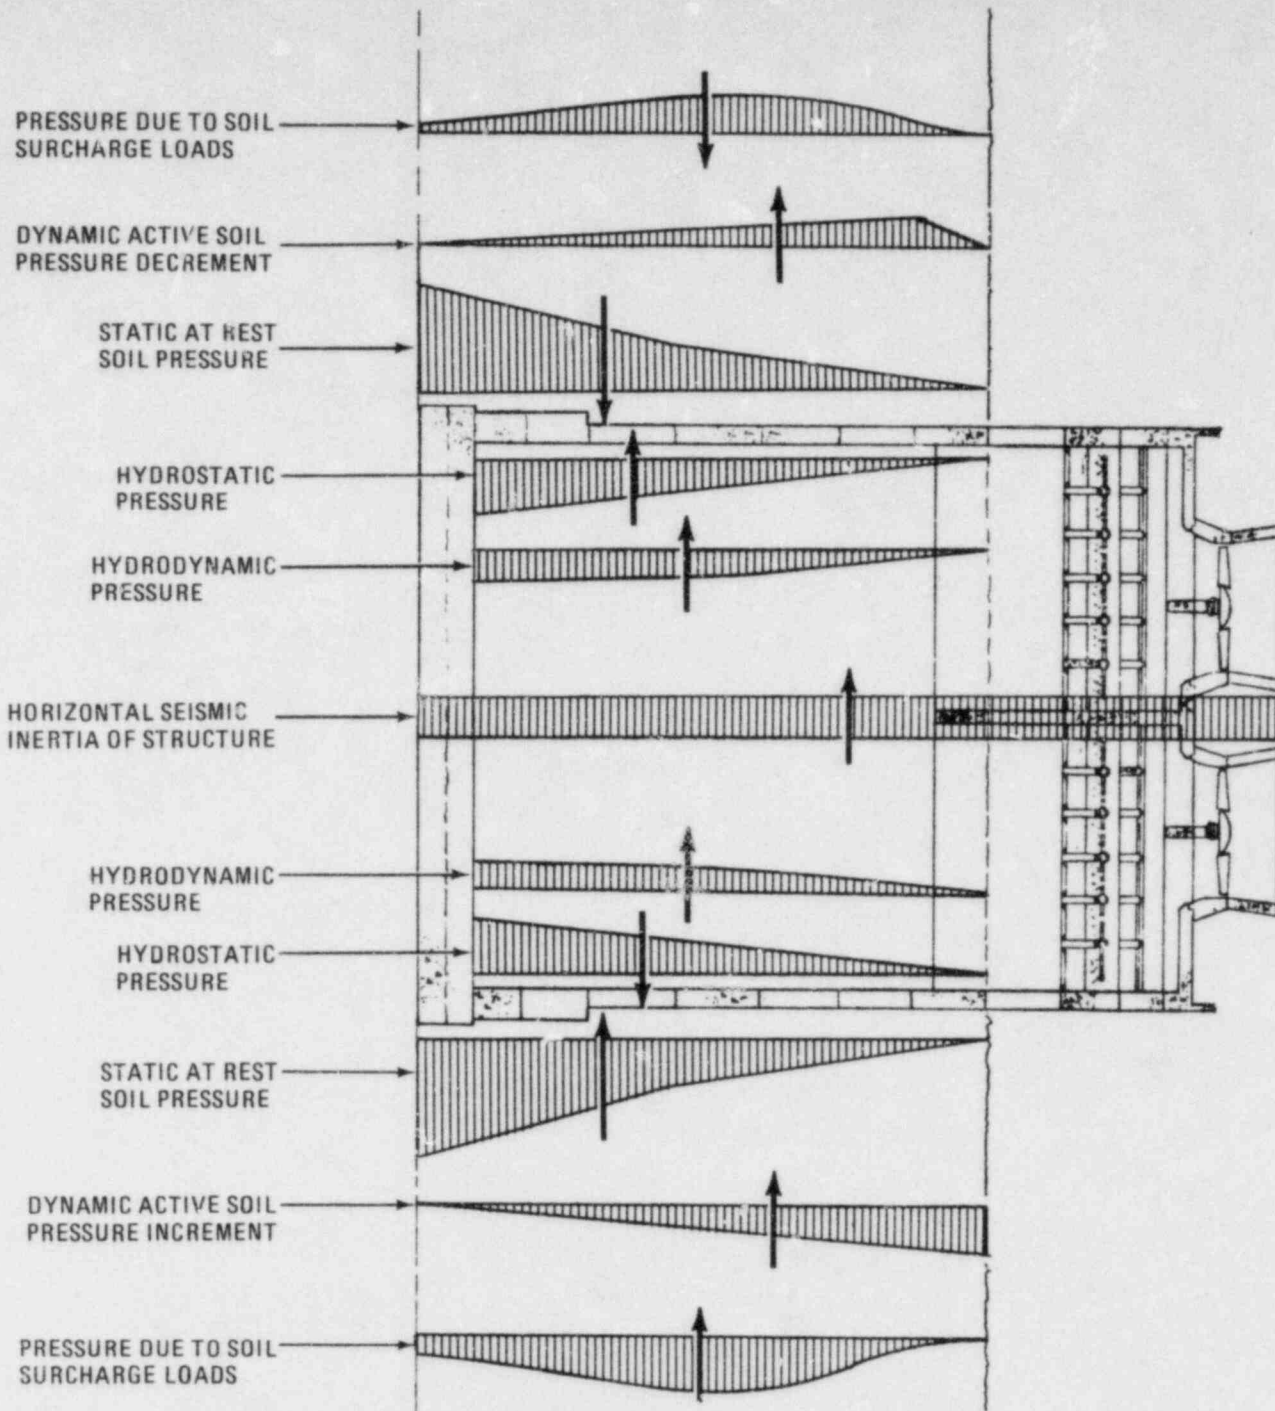 PRESSURE DUE TO SOIL
SURCHARGE LOADS
DYNAMIC ACTIVE SOIL
PRESSURE DECREMENT
STATIC AT REST
SOIL PRESSURE
HYDROSTATIC
PRESSURE
HYDRODYNAMIC
PRESSURE
HORIZONTAL SEISMIC
INERTIA OF STRUCTURE
HYDRODYNAMIC
PRESSURE
HYDROSTATIC
PRESSURE
STATIC AT REST
SOIL PRESSURE
DYNAMIC ACTIVE SOIL
PRESSURE INCREMENT
PRESSURE DUE TO SOIL
SURCHARGE LOADS